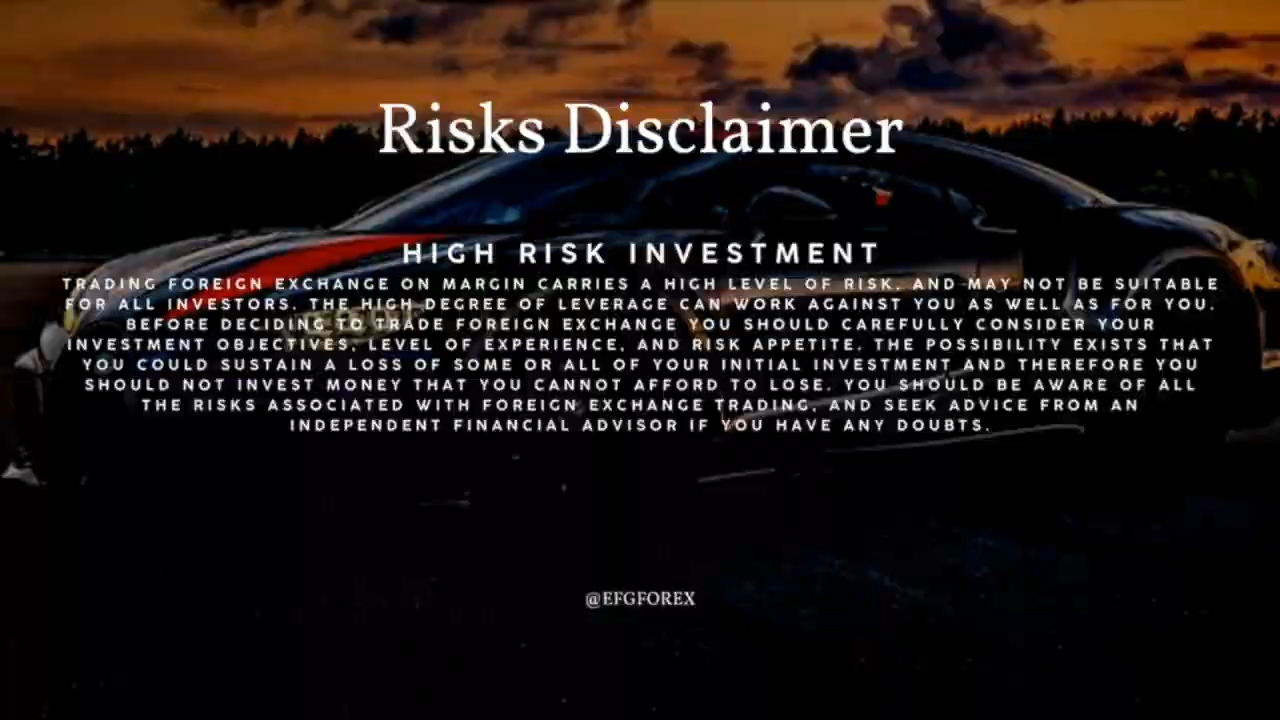 Risks Disclaimer
HIGH RISK INVESTMENT
TRADING FOREIGN EXCHANGE ON MARGIN CARRIES A HIGH LEVEL OF RISK, AND MAY NOT BE SUITABLE
FOR ALL INVESTORS. THE HIGH DEGREE OF LEVERAGE CAN WORK AGAINST YOU AS WELL AS FOR YOU.
BEFORE DECIDING TO TRADE FOREIGN EXCHANGE YOU SHOULD CAREFULLY CONSIDER YOUR
INVESTMENT OBJECTIVES, LEVEL OF EXPERIENCE, AND RISK APPETITE. THE POSSIBILITY EXISTS THAT
YOU COULD SUSTAIN A LOSS OF SOME OR ALL OF YOUR INITIAL INVESTMENT AND THEREFORE YOU
SHOULD NOT INVEST MONEY THAT YOU CANNOT AFFORD TO LOSE. YOU SHOULD BE AWARE OF ALL
THE RISKS ASSOCIATED WITH FOREIGN EXCHANGE TRADING, AND SEEK ADVICE FROM AN
INDEPENDENT FINANCIAL ADVISOR IF YOU HAVE ANY DOUBTS.
@EFGFOREX